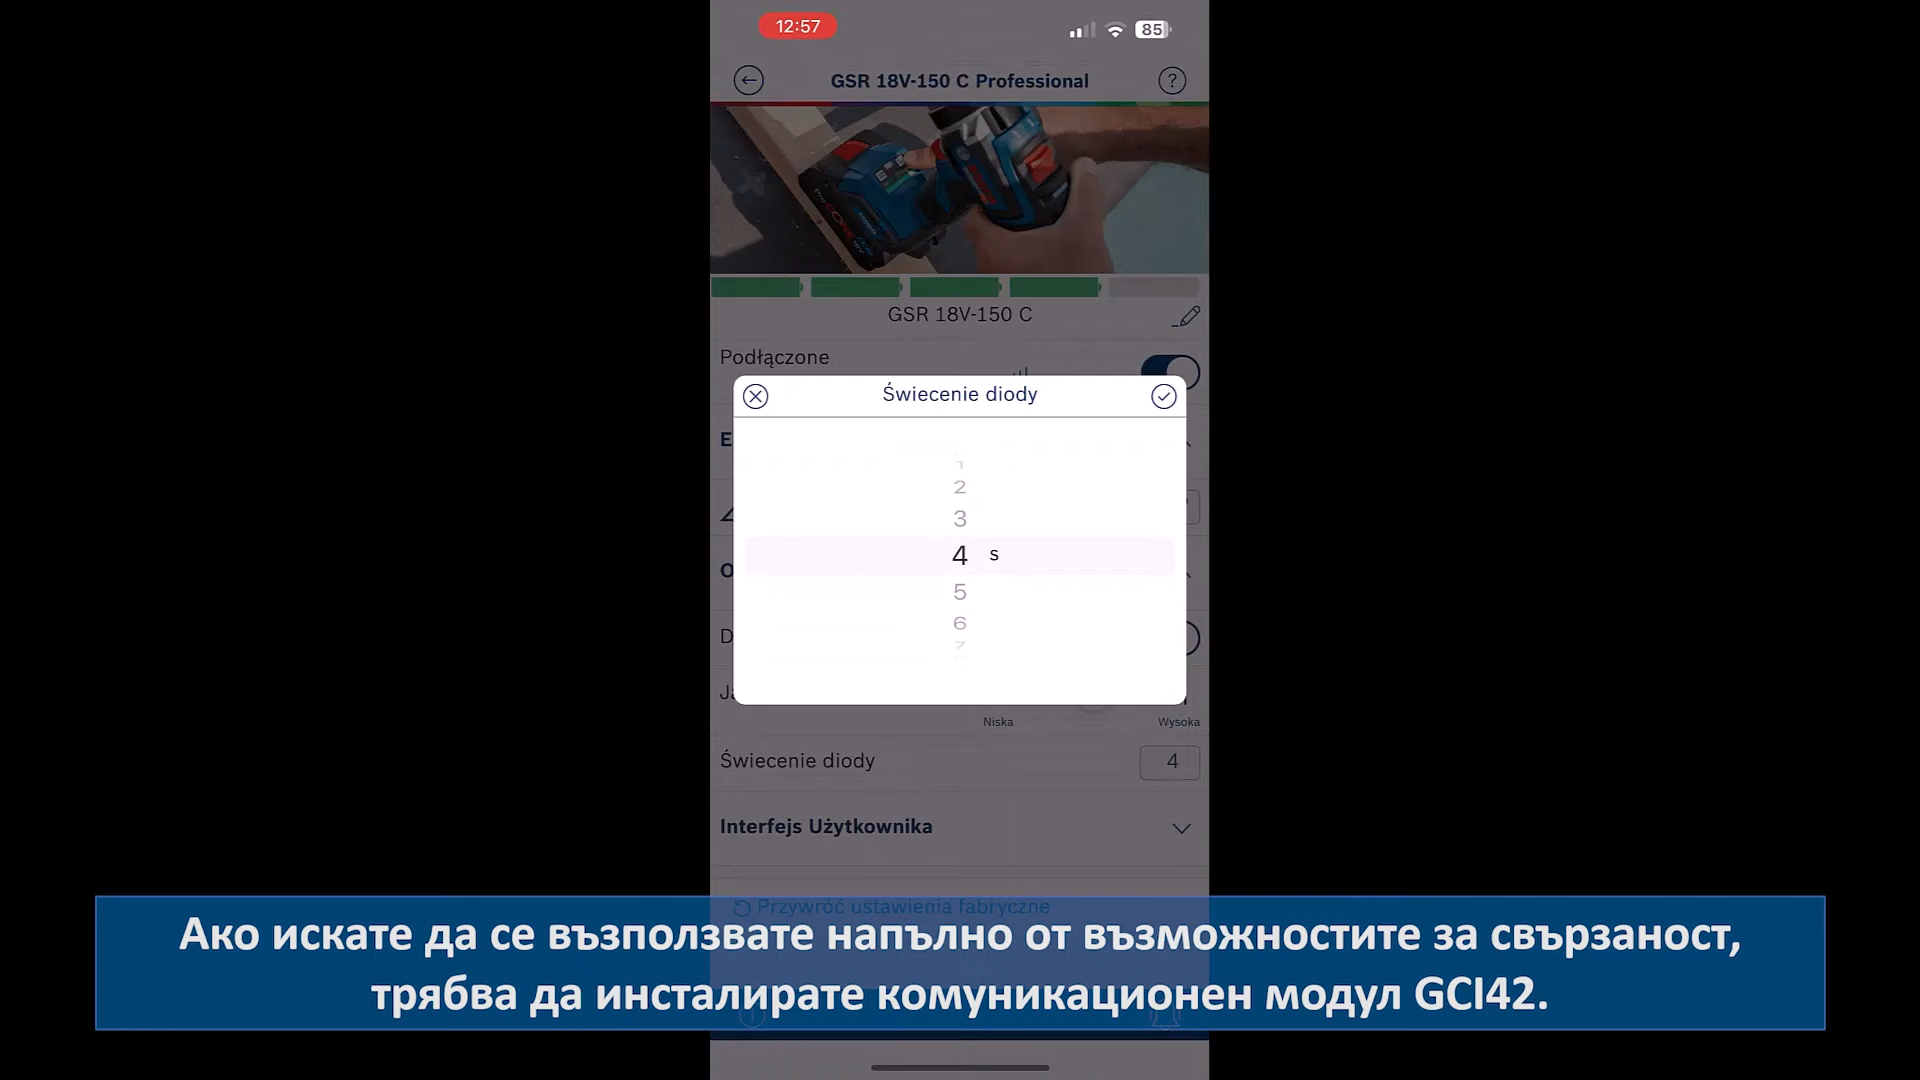 12:57
85
GSR 18V-150 C Professional
GSR 18V-150 C
Podłączone
Świecenie diody
1
2
3
4 s
5
6
7
Niska
Wysoka
Świecenie diody
4
Interfejs Użytkownika
Przywróć ustawienia fabryczne
Ако искате да се възползвате напълно от възможностите за свързаност,
трябва да инсталирате комуникационен модул GCI42.